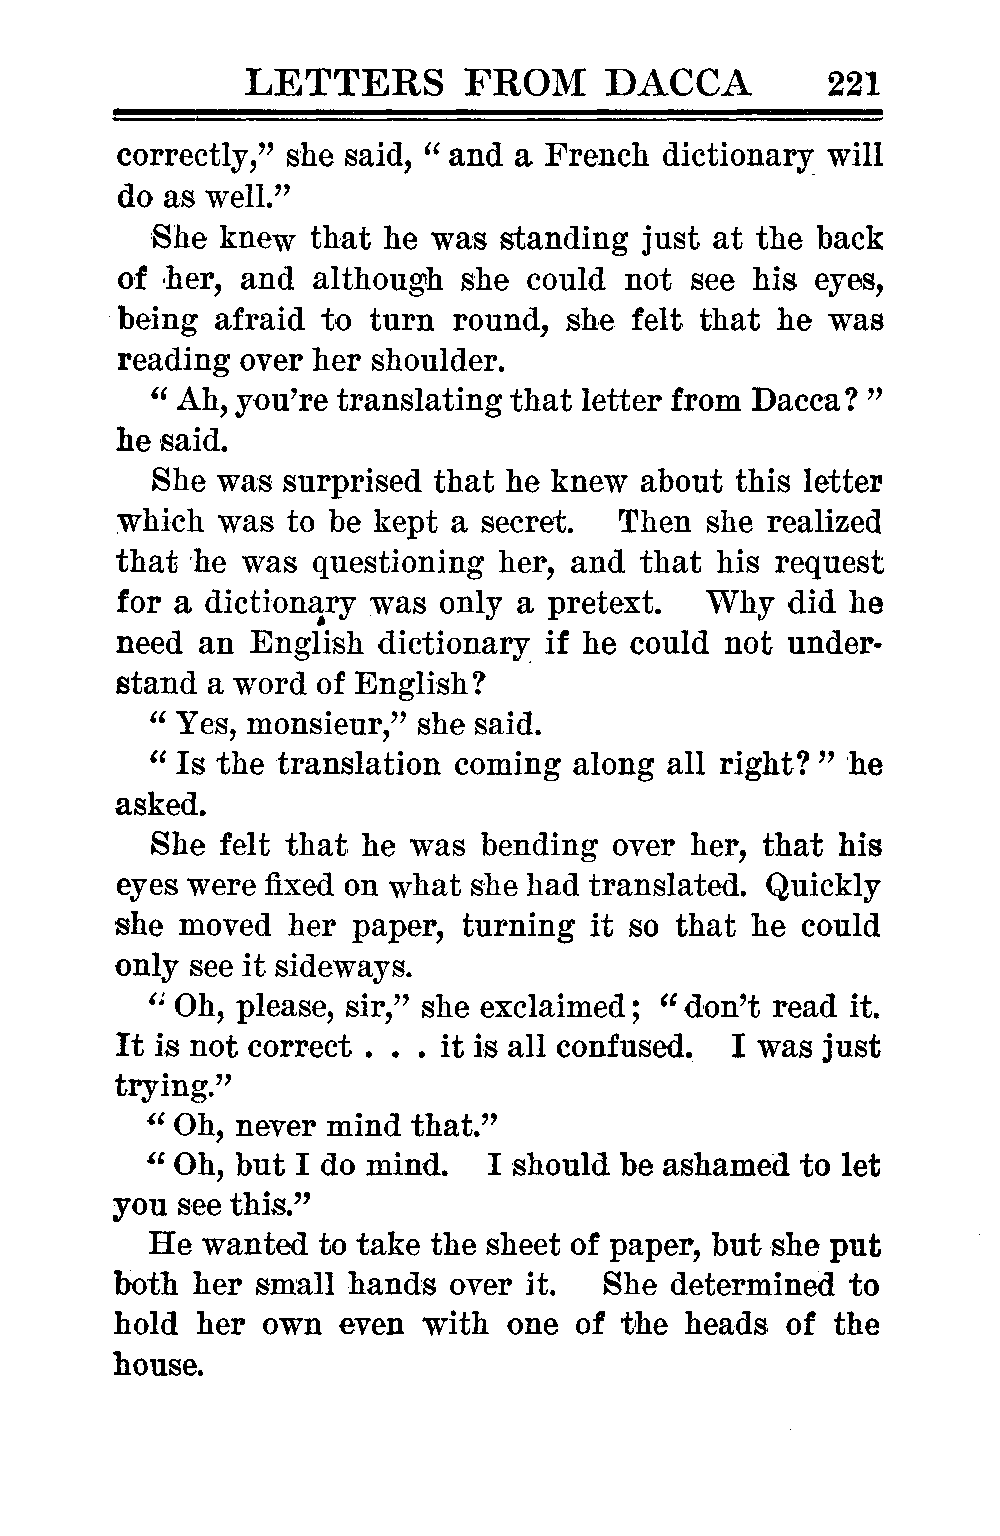 LETTERS FROM DACCA 221
correctly,” she said, “ and a French dictionary will
do as well.”
She knew that he was standing just at the back
of her, and although she could not see his eyes,
being afraid to turn round, she felt that he was
reading over her shoulder.
“ Ah, you’re translating that letter from Dacca? ”
he said.
She was surprised that he knew about this letter
which was to be kept a secret. Then she realized
that he was questioning her, and that his request
for a dictionary was only a pretext. Why did he
need an English dictionary if he could not under-
stand a word of English?
“ Yes, monsieur,” she said.
“ Is the translation coming along all right? ” he
asked.
She felt that he was bending over her, that his
eyes were fixed on what she had translated. Quickly
she moved her paper, turning it so that he could
only see it sideways.
“ Oh, please, sir,” she exclaimed; “ don’t read it.
It is not correct . . . it is all confused. I was just
trying.”
“ Oh, never mind that.”
“ Oh, but I do mind. I should be ashamed to let
you see this.”
He wanted to take the sheet of paper, but she put
both her small hands over it. She determined to
hold her own even with one of the heads of the
house.